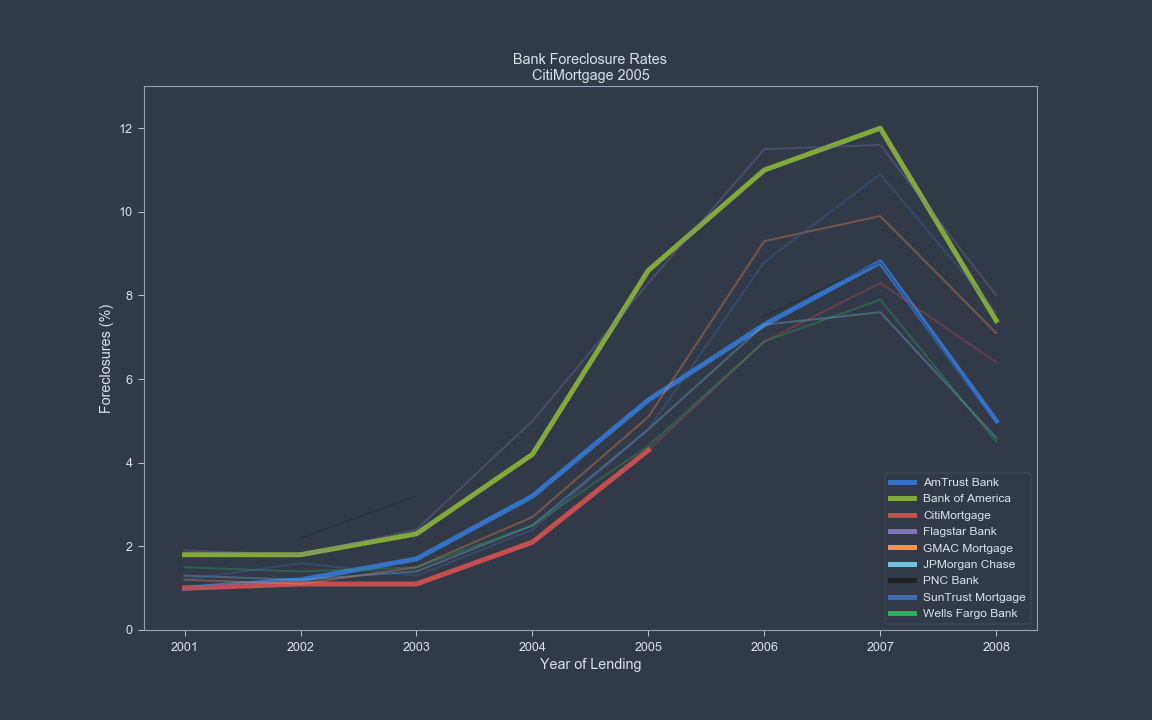 Bank Foreclosure Rates
CitiMortgage 2005
Foreclosures (%)
12
10
8
6
4
2
0
2001 2002 2003 2004 2005 2006 2007 2008
Year of Lending
AmTrust Bank
Bank of America
CitiMortgage
Flagstar Bank
GMAC Mortgage
JPMorgan Chase
PNC Bank
SunTrust Mortgage
Wells Fargo Bank